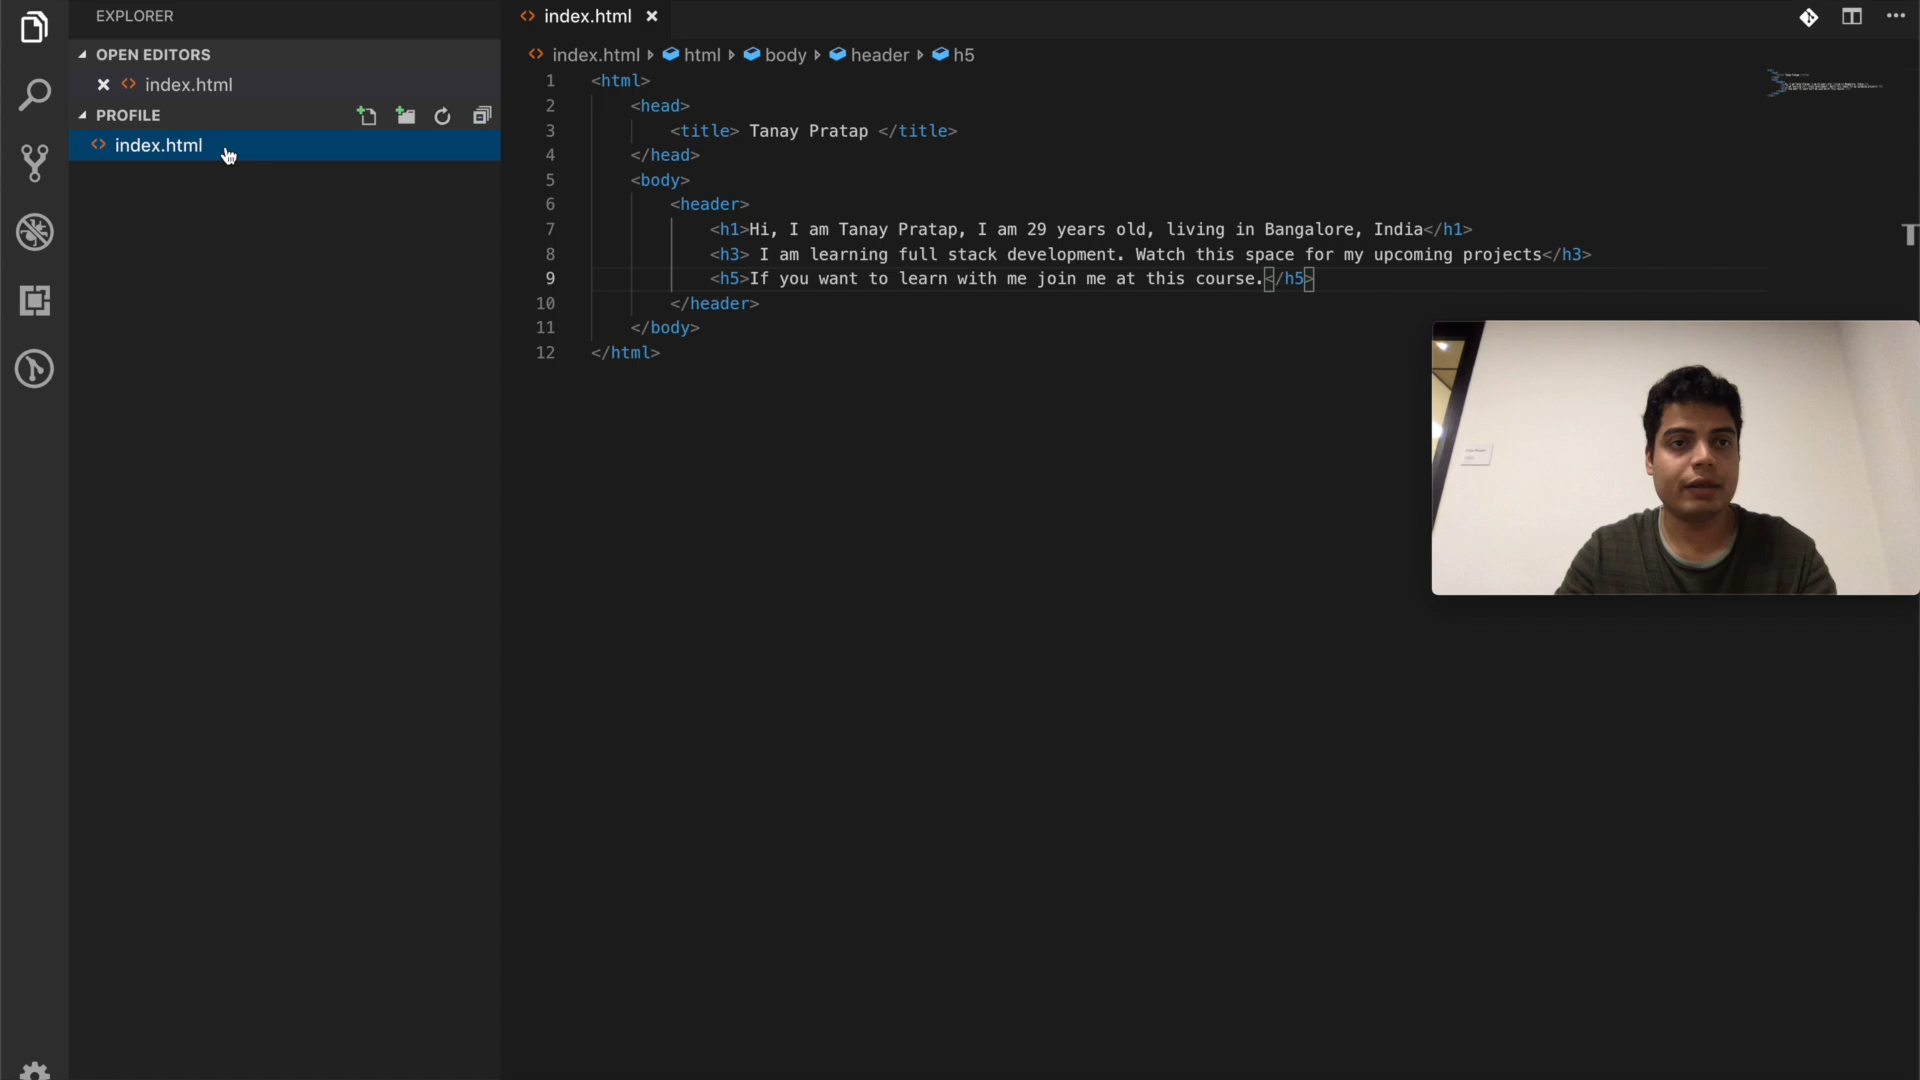 EXPLORER
OPEN EDITORS
index.html
PROFILE
index.html
index.html
index.html html body header h5
1 <html>
2 <head>
3 <title> Tanay Pratap </title>
4 </head>
5 <body>
6 <header>
7 <h1>Hi, I am Tanay Pratap, I am 29 years old, living in Bangalore, India</h1>
8 <h3> I am learning full stack development. Watch this space for my upcoming projects</h3>
9 <h5>If you want to learn with me join me at this course.</h5>
10 </header>
11 </body>
12 </html>
T